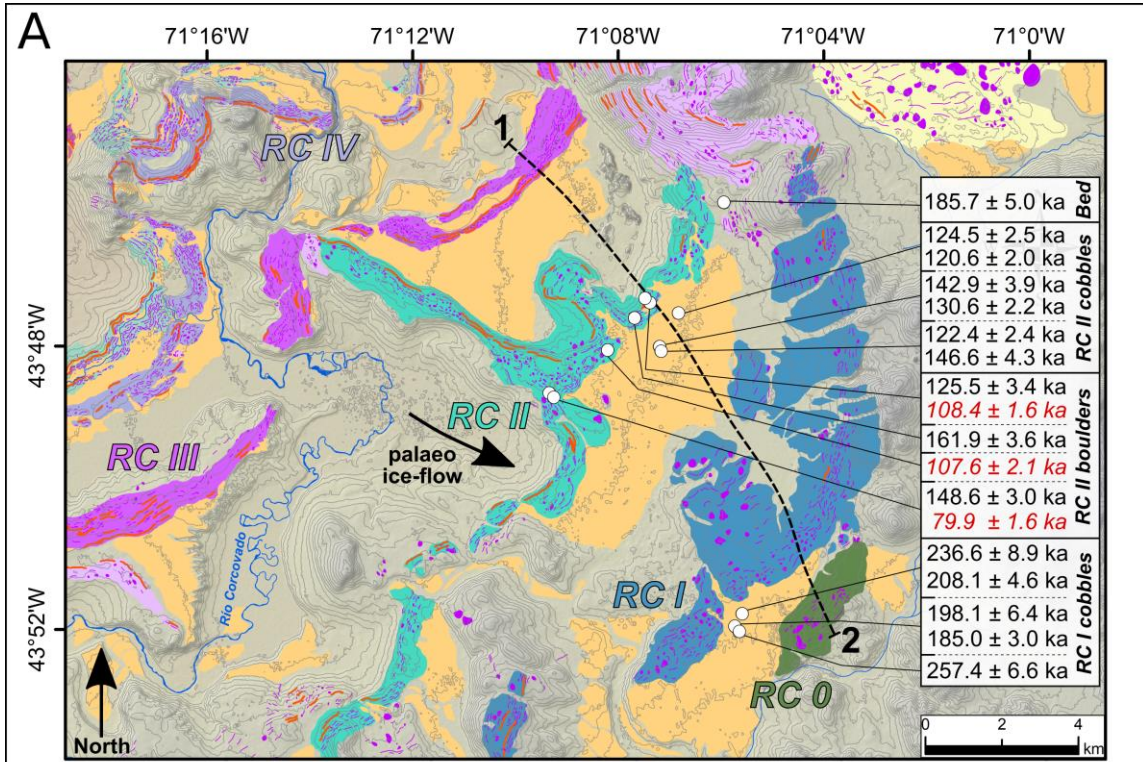 A
71°16'W
71°12'W
71°08'W
71°04'W
71°0'W
43°48'W
43°52'W
RC IV
1
RC II
palaeo
ice-flow
RC III
Rio Corcovado
RC I
2
RC 0
North
185.7 ± 5.0 ka
Bed
124.5 ± 2.5 ka
120.6 ± 2.0 ka
142.9 ± 3.9 ka
130.6 ± 2.2 ka
122.4 ± 2.4 ka
146.6 ± 4.3 ka
RC II cobbles
125.5 ± 3.4 ka
108.4 ± 1.6 ka
161.9 ± 3.6 ka
107.6 ± 2.1 ka
148.6 ± 3.0 ka
79.9 ± 1.6 ka
RC II boulders
236.6 ± 8.9 ka
208.1 ± 4.6 ka
198.1 ± 6.4 ka
185.0 ± 3.0 ka
257.4 ± 6.6 ka
RC I cobbles
0 2 4
km